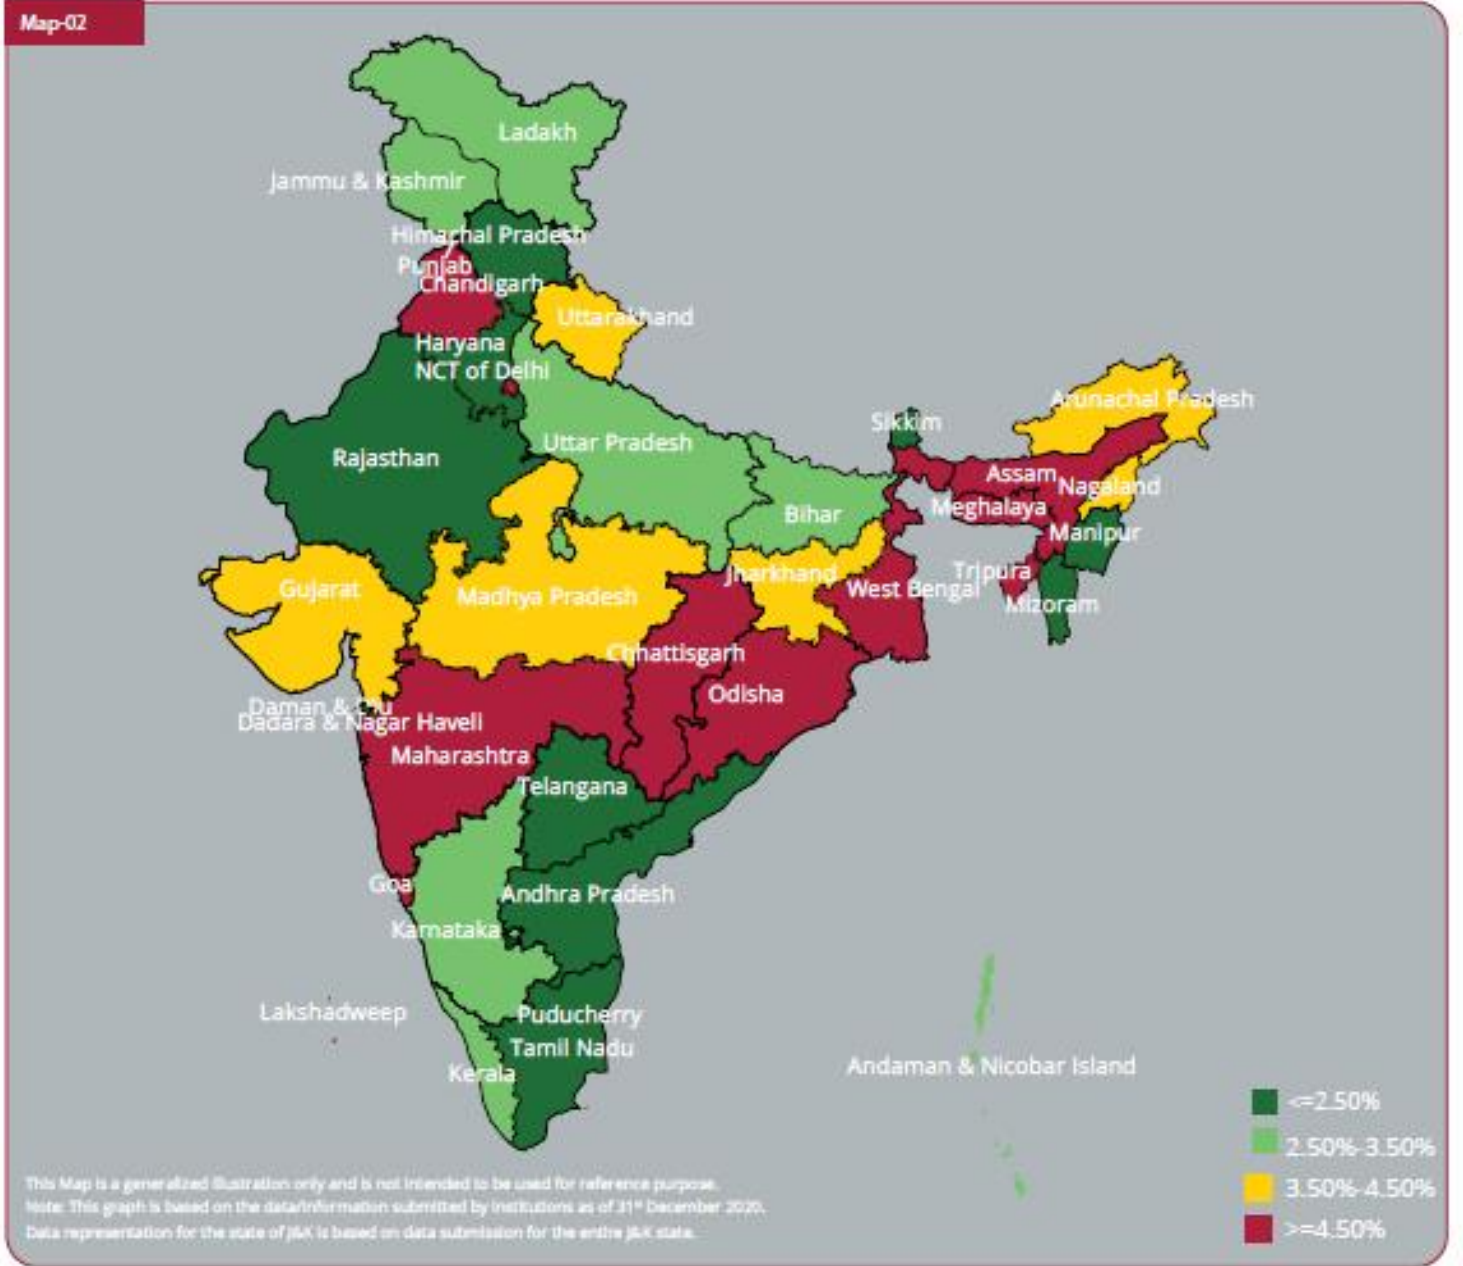 Map-02
Ladakh
Jammu & Kashmir
Himachal Pradesh
Punjab
Chandigarh
Uttarakhand
Haryana
NCT of Delhi
Arunachal Pradesh
Sikkim
Uttar Pradesh
Rajasthan
Assam
Nagaland
Meghalaya
Bihar
Manipur
Jharkhand
Tripura
Gujarat
West Bengal
Madhya Pradesh
Mizoram
Chhattisgarh
Odisha
Daman & Diu
Dadara & Nagar Haveli
Maharashtra
Telangana
Goa
Andhra Pradesh
Karnataka
Lakshadweep
Puducherry
Tamil Nadu
Andaman & Nicobar Island
Kerala
<=2.50%
2.50%-3.50%
3.50%-4.50%
>=4.50%
This Map is a generalized illustration only and is not intended to be used for reference purpose.
Note: This graph is based on the data/information submitted by institutions as of 31st December 2020.
Data representation for the state of J&K is based on data submission for the entire J&K state.